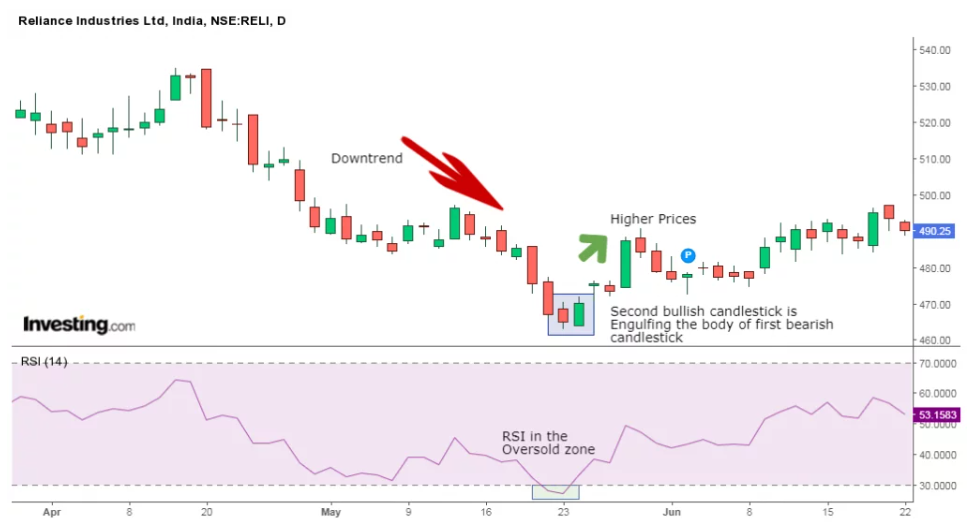 Reliance Industries Ltd, India, NSE:RELI, D
540.00
530.00
520.00
Downtrend
510.00
500.00
Higher Prices
490.25
P
480.00
Second bullish candlestick is
Engulfing the body of first bearish
candlestick
470.00
Investing.com
460.00
RSI (14)
70.0000
60.0000
53.1583
50.0000
RSI in the
Oversold zone
40.0000
30.0000
Apr 8 20 May 9 16 23 Jun 8 15 22